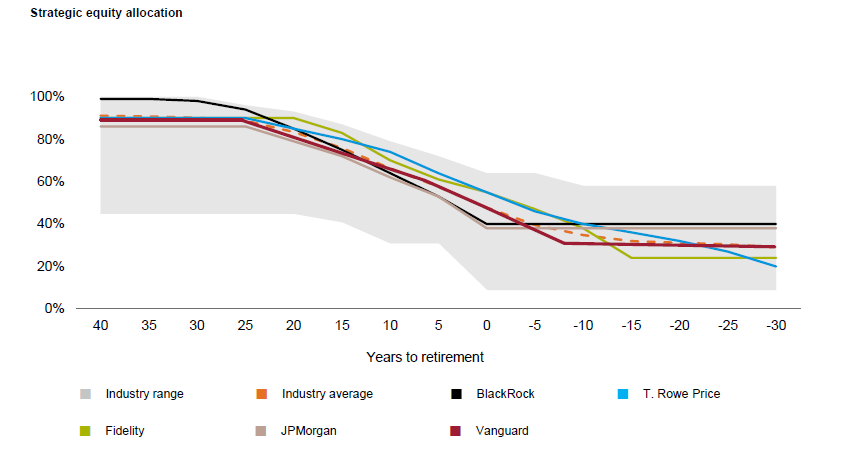 Strategic equity allocation
100%
80%
60%
40%
20%
0%
40 35 30 25 20 15 10 5 0 -5 -10 -15 -20 -25 -30
Years to retirement
Industry range Industry average BlackRock T. Rowe Price
Fidelity JPMorgan Vanguard